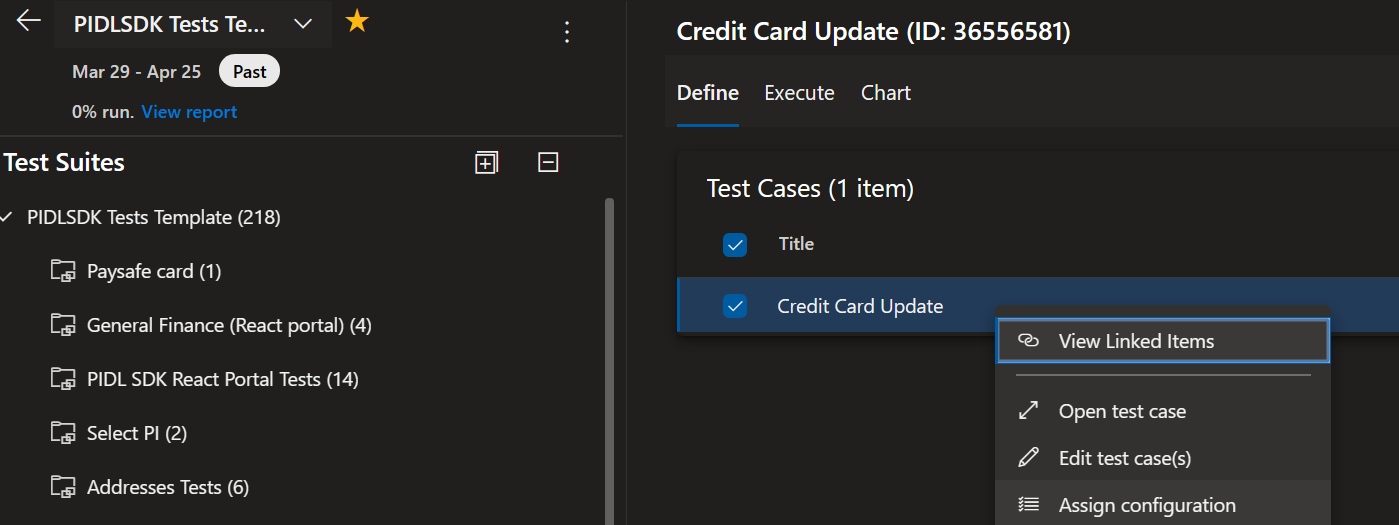 PIDLSDK Tests Te...
Mar 29 - Apr 25 Past
0% run. View report
Test Suites
PIDLSDK Tests Template (218)
Paysafe card (1)
General Finance (React portal) (4)
PIDL SDK React Portal Tests (14)
Select PI (2)
Addresses Tests (6)
Credit Card Update (ID: 36556581)
Define Execute Chart
Test Cases (1 item)
Title
Credit Card Update
View Linked Items
Open test case
Edit test case(s)
Assign configuration